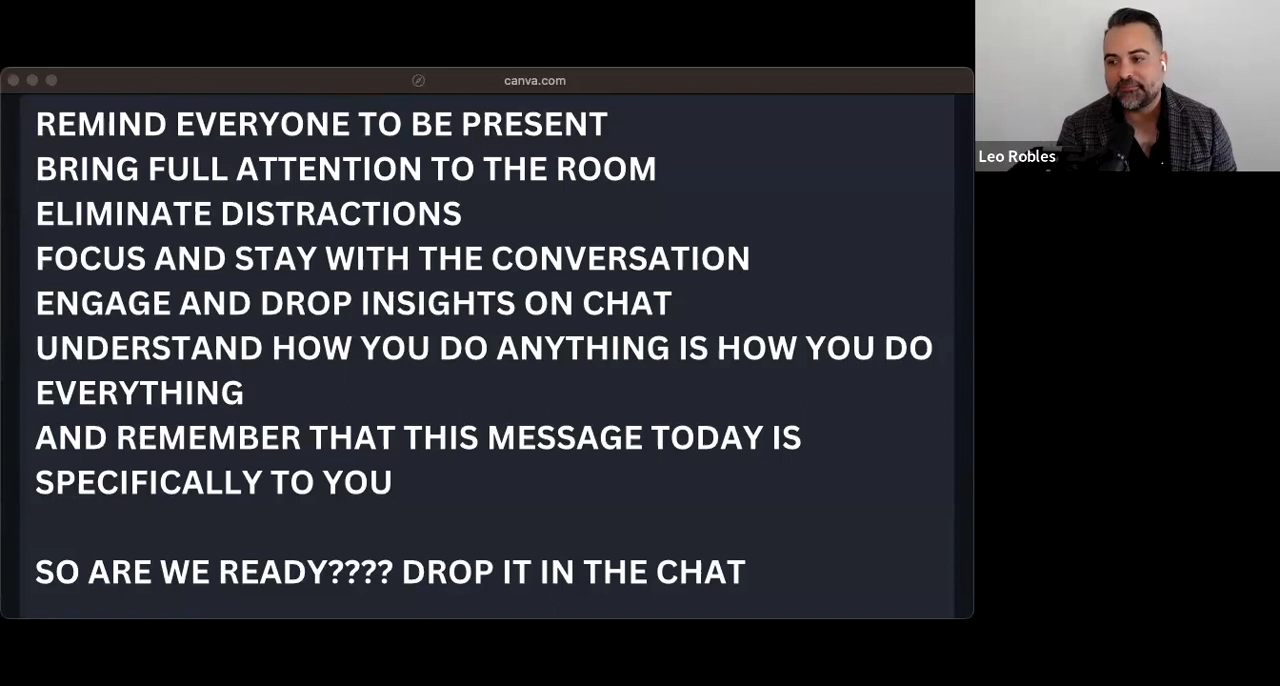 canva.com
REMIND EVERYONE TO BE PRESENT
BRING FULL ATTENTION TO THE ROOM
ELIMINATE DISTRACTIONS
FOCUS AND STAY WITH THE CONVERSATION
ENGAGE AND DROP INSIGHTS ON CHAT
UNDERSTAND HOW YOU DO ANYTHING IS HOW YOU DO
EVERYTHING
AND REMEMBER THAT THIS MESSAGE TODAY IS
SPECIFICALLY TO YOU
SO ARE WE READY???? DROP IT IN THE CHAT
Leo Robles